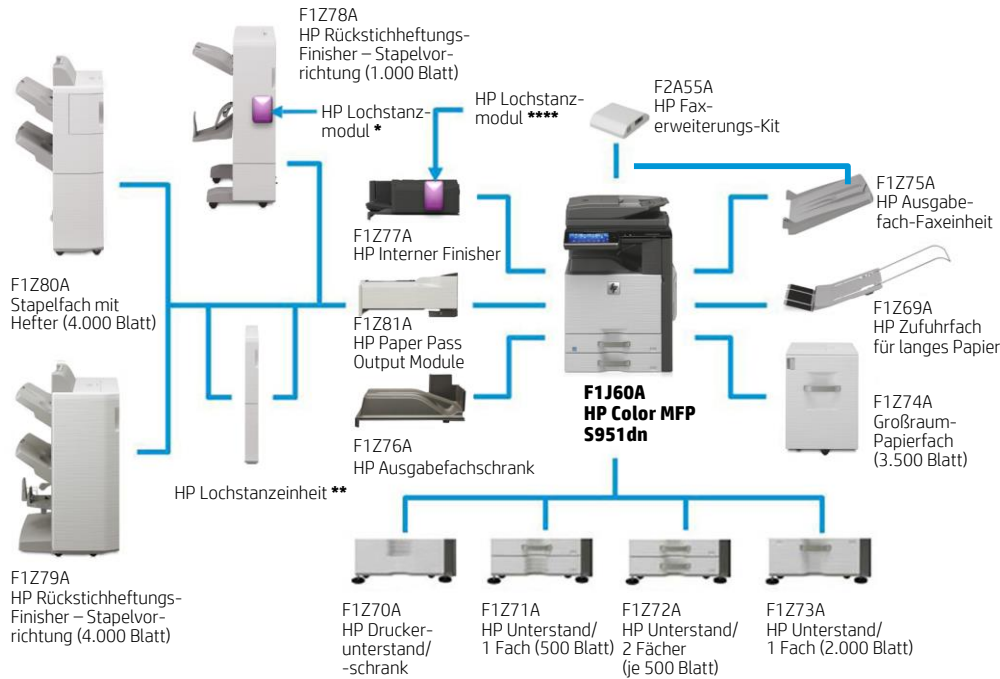 F1Z78A
HP Rückstichheftungs-
Finisher – Stapelvor-
richtung (1.000 Blatt)
HP Lochstanz-
modul *
HP Lochstanz-
modul ****
F2A55A
HP Fax-
erweiterungs-Kit
F1Z75A
HP Ausgabe-
fach-Faxeinheit
F1Z77A
HP Interner Finisher
F1Z80A
Stapelfach mit
Hefter (4.000 Blatt)
F1Z81A
HP Paper Pass
Output Module
F1Z69A
HP Zufuhrfach
für langes Papier
F1J60A
HP Color MFP
S951dn
F1Z74A
Großraum-
Papierfach
(3.500 Blatt)
F1Z76A
HP Ausgabefachschrank
HP Lochstanzeinheit **
F1Z79A
HP Rückstichheftungs-
Finisher – Stapelvor-
richtung (4.000 Blatt)
F1Z70A
HP Drucker-
unterstand/
-schrank
F1Z71A
HP Unterstand/
1 Fach (500 Blatt)
F1Z72A
HP Unterstand/
2 Fächer
(je 500 Blatt)
F1Z73A
HP Unterstand/
1 Fach (2.000 Blatt)